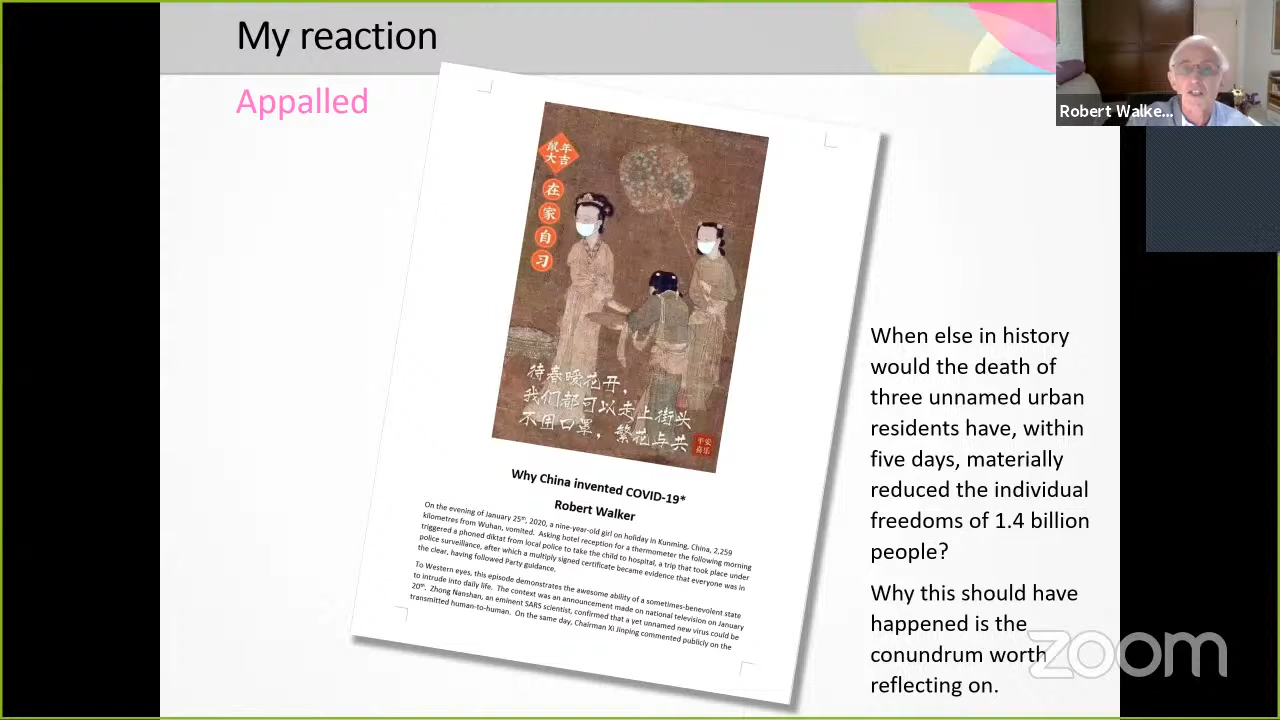 My reaction
Appalled
Robert Walke...
鼠年
大吉
在
家
自
习
待春暖花开，
我们都可以走上街头
不用口罩，繁花与共
平安
喜乐
Why China invented COVID-19*
Robert Walker
On the evening of January 25th, 2020, a nine-year-old girl on holiday in Kunming, China, 2,259
kilometres from Wuhan, vomited. Asking hotel reception for a thermometer the following morning
triggered a phoned diktat from local police to take the child to hospital, a trip that took place under
police surveillance, after which a multiply signed certificate became evidence that everyone was in
the clear, having followed Party guidance.
To Western eyes, this episode demonstrates the awesome ability of a sometimes-benevolent state
to intrude into daily life. The context was an announcement made on national television on January
20th. Zhong Nanshan, an eminent SARS scientist, confirmed that a yet unnamed new virus could be
transmitted human-to-human. On the same day, Chairman Xi Jinping commented publicly on the
When else in history
would the death of
three unnamed urban
residents have, within
five days, materially
reduced the individual
freedoms of 1.4 billion
people?
Why this should have
happened is the
conundrum worth
reflecting on.
zoom